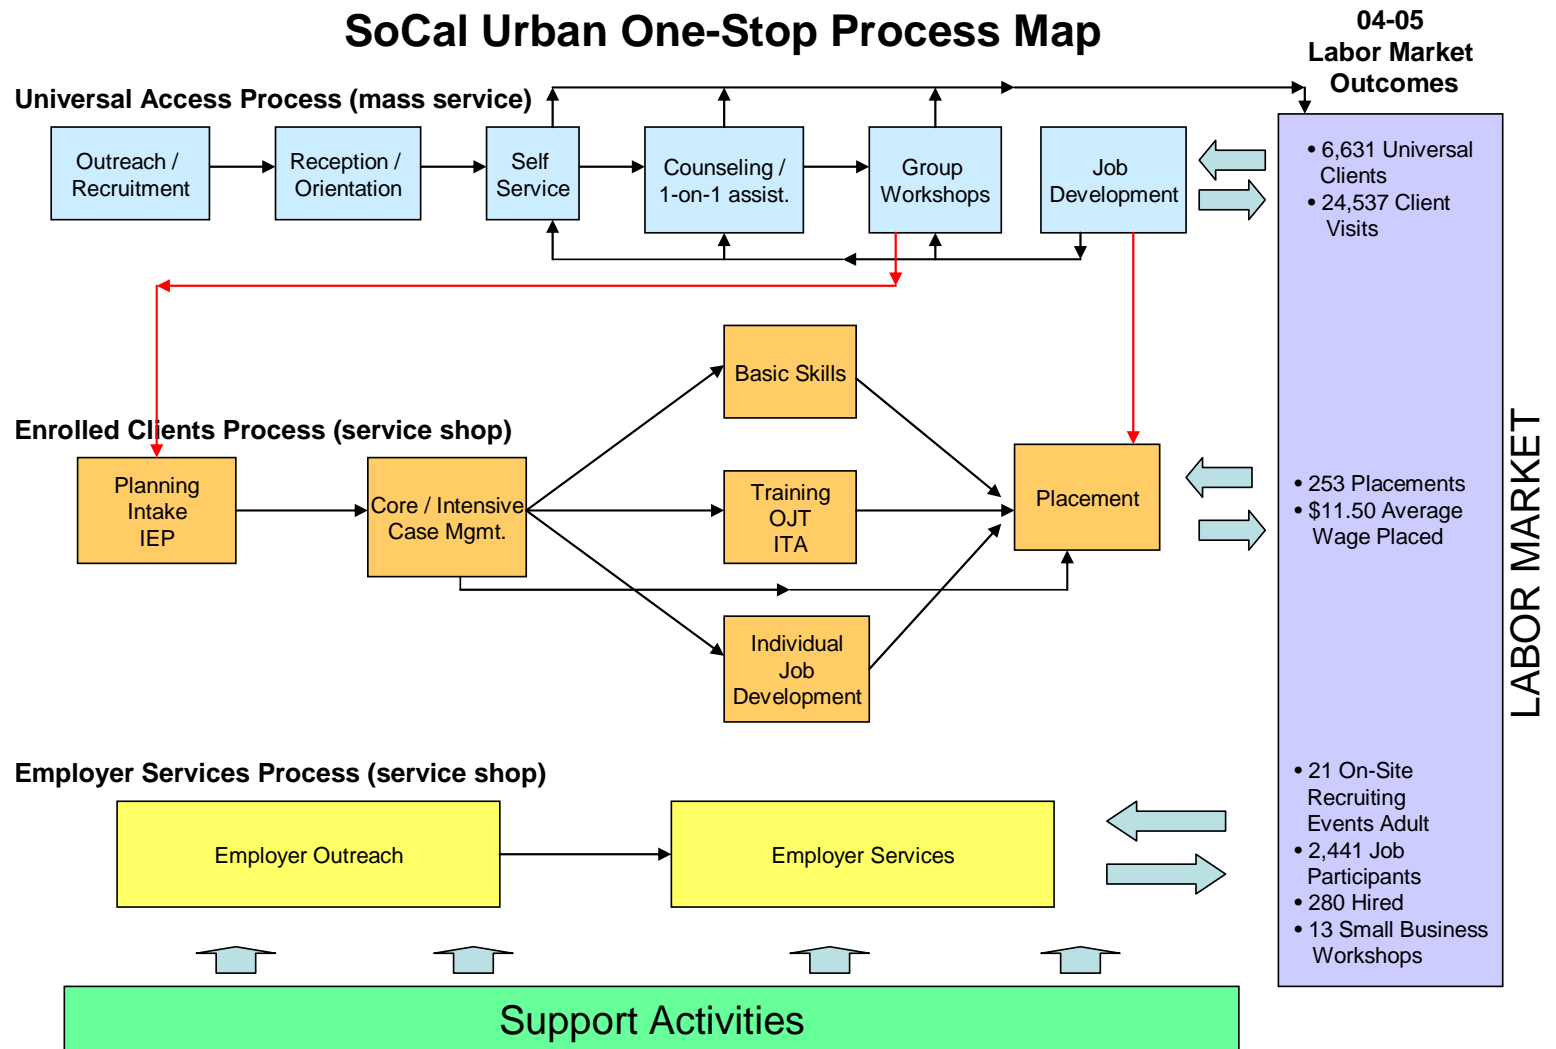 SoCal Urban One-Stop Process Map
04-05
Labor Market
Outcomes
Universal Access Process (mass service)
Outreach /
Recruitment
Reception /
Orientation
Self
Service
Counseling /
1-on-1 assist.
Group
Workshops
Job
Development
• 6,631 Universal
Clients
• 24,537 Client
Visits
Basic Skills
Enrolled Clients Process (service shop)
Planning
Intake
IEP
Core / Intensive
Case Mgmt.
Training
OJT
ITA
Placement
• 253 Placements
• $11.50 Average
Wage Placed
Individual
Job
Development
LABOR MARKET
Employer Services Process (service shop)
Employer Outreach
Employer Services
• 21 On-Site
Recruiting
Events Adult
• 2,441 Job
Participants
• 280 Hired
• 13 Small Business
Workshops
Support Activities